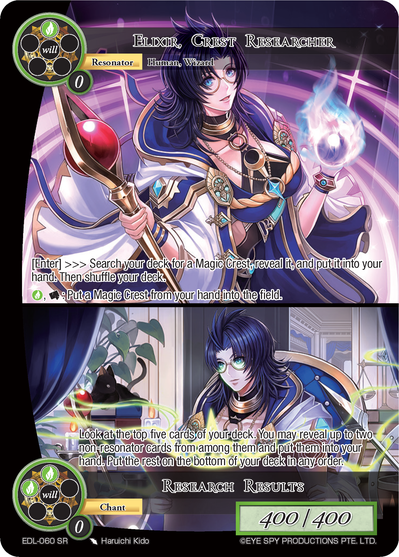 Elixir, Crest Researcher
will
Resonator
Human, Wizard
0
[Enter] >>> Search your deck for a Magic Crest, reveal it, and put it into your
hand. Then shuffle your deck.
, : Put a Magic Crest from your hand into the field.
Look at the top five cards of your deck. You may reveal up to two
non-resonator cards from among them and put them into your
hand. Put the rest on the bottom of your deck in any order.
will
Research Results
Chant
0
400/400
EDL-060 SR
Haruichi Kido
©EYE SPY PRODUCTIONS PTE. LTD.